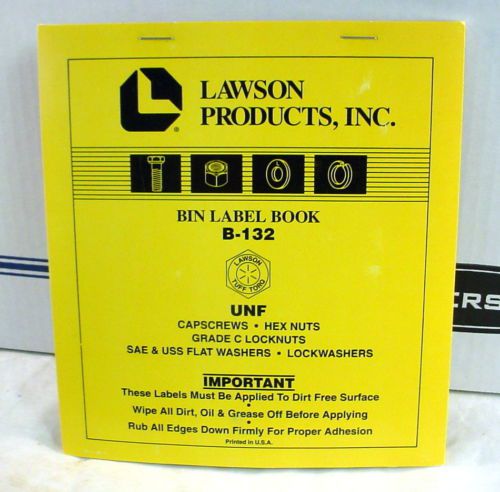 LAWSON
PRODUCTS, INC.
®
BIN LABEL BOOK
B-132
LAWSON
TUFF TORQ
UNF
CAPSCREWS • HEX NUTS
GRADE C LOCKNUTS
SAE & USS FLAT WASHERS • LOCKWASHERS
IMPORTANT
These Labels Must Be Applied To Dirt Free Surface
•
Wipe All Dirt, Oil & Grease Off Before Applying
•
Rub All Edges Down Firmly For Proper Adhesion
Printed in U.S.A.
ERS